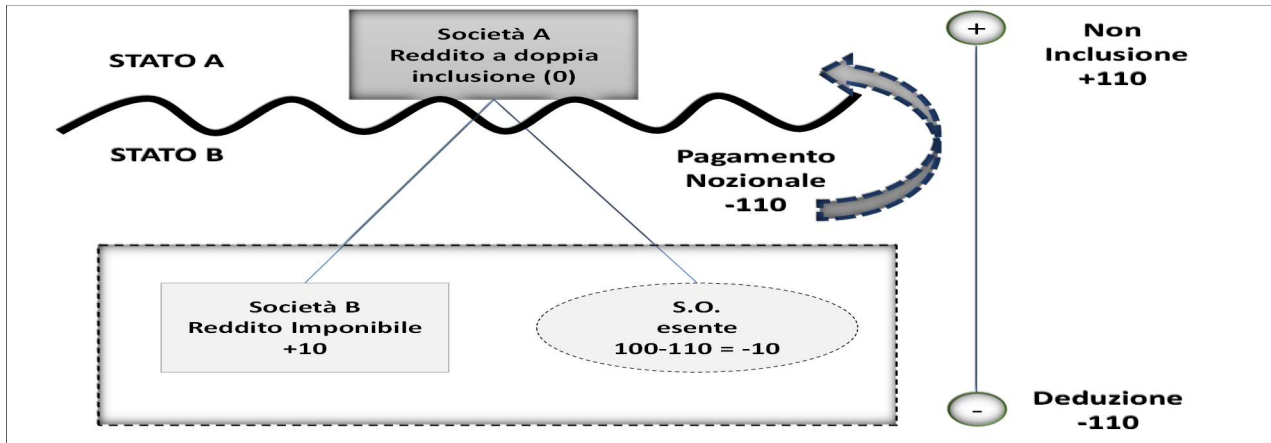 Società A
Reddito a doppia
inclusione (0)
STATO A
STATO B
Pagamento
Nozionale
-110
+
Non
Inclusione
+110
Società B
Reddito Imponibile
+10
S.O.
esente
100-110 = -10
-
Deduzione
-110